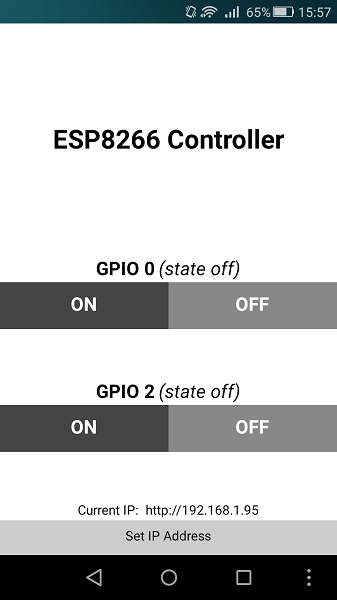 65% 15:57
ESP8266 Controller
GPIO 0 (state off)
ON OFF
GPIO 2 (state off)
ON OFF
Current IP: http://192.168.1.95
Set IP Address